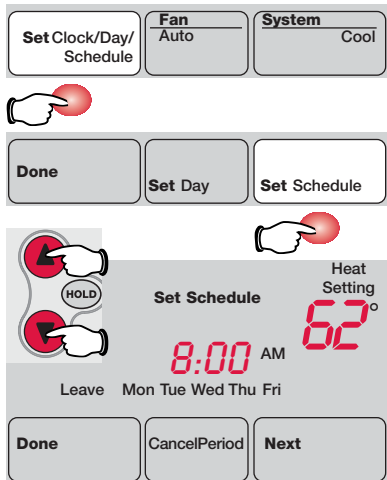 Set Clock/Day/
Schedule
Fan
Auto
System
Cool
Done
Set Day
Set Schedule
HOLD
Set Schedule
Heat
Setting
62°
8:00 AM
Leave Mon Tue Wed Thu Fri
Done
CancelPeriod
Next